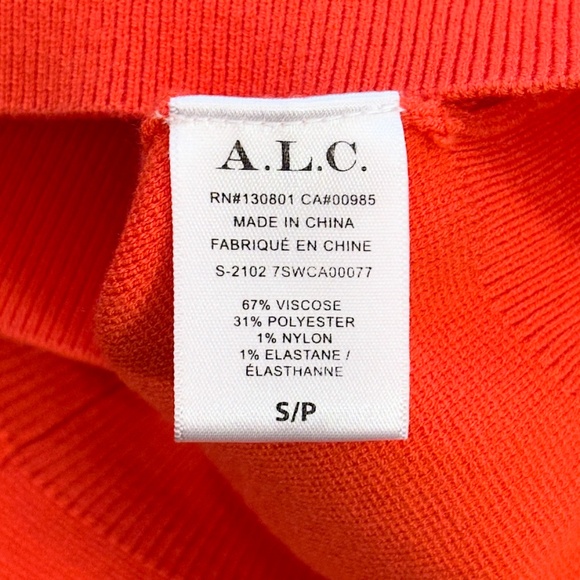 A.L.C.
RN#130801 CA#00985
MADE IN CHINA
FABRIQUÉ EN CHINE
S-2102 7SWCA00077
67% VISCOSE
31% POLYESTER
1% NYLON
1% ELASTANE /
ÉLASTHANNE
S/P